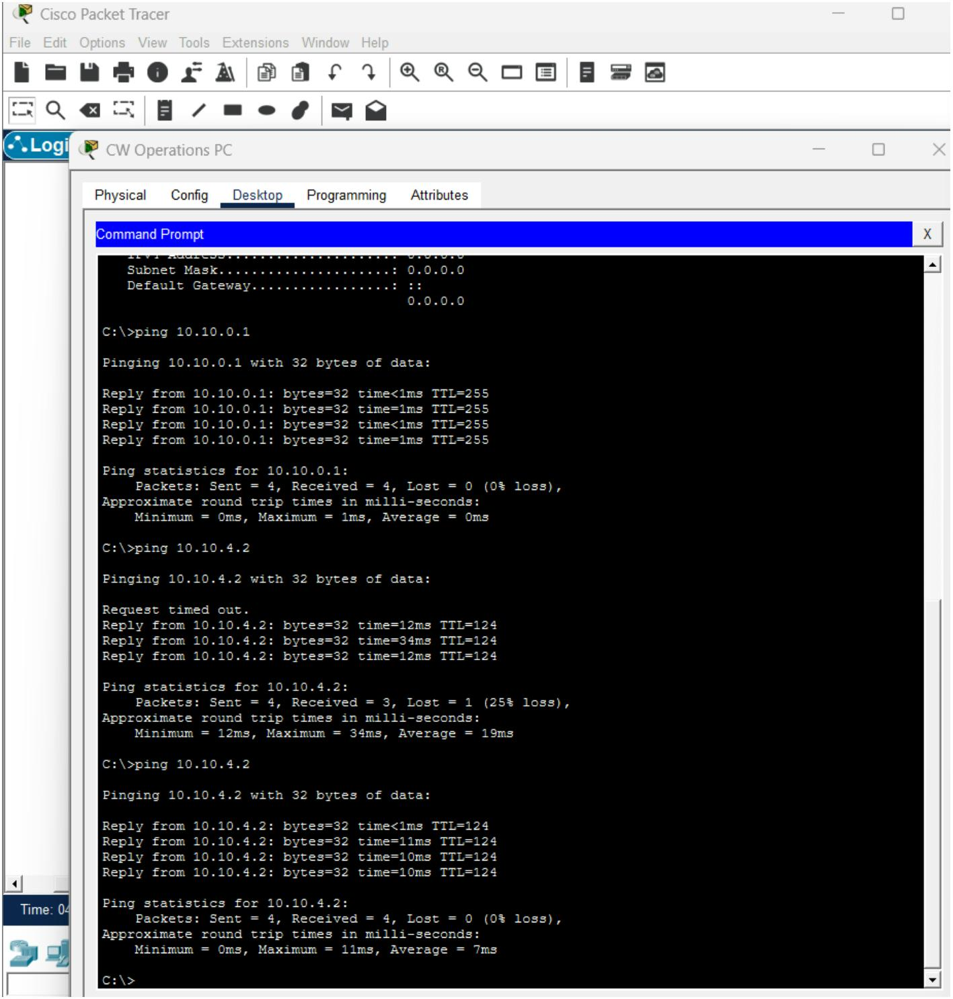 Cisco Packet Tracer
File Edit Options View Tools Extensions Window Help
Logi
CW Operations PC
Physical Config Desktop Programming Attributes
Command Prompt
X
Address.....................: 0.0.0.0
Subnet Mask.....................: 0.0.0.0
Default Gateway.................: ::
0.0.0.0
C:\>ping 10.10.0.1
Pinging 10.10.0.1 with 32 bytes of data:
Reply from 10.10.0.1: bytes=32 time<1ms TTL=255
Reply from 10.10.0.1: bytes=32 time=1ms TTL=255
Reply from 10.10.0.1: bytes=32 time<1ms TTL=255
Reply from 10.10.0.1: bytes=32 time=1ms TTL=255
Ping statistics for 10.10.0.1:
Packets: Sent = 4, Received = 4, Lost = 0 (0% loss),
Approximate round trip times in milli-seconds:
Minimum = 0ms, Maximum = 1ms, Average = 0ms
C:\>ping 10.10.4.2
Pinging 10.10.4.2 with 32 bytes of data:
Request timed out.
Reply from 10.10.4.2: bytes=32 time=12ms TTL=124
Reply from 10.10.4.2: bytes=32 time=34ms TTL=124
Reply from 10.10.4.2: bytes=32 time=12ms TTL=124
Ping statistics for 10.10.4.2:
Packets: Sent = 4, Received = 3, Lost = 1 (25% loss),
Approximate round trip times in milli-seconds:
Minimum = 12ms, Maximum = 34ms, Average = 19ms
C:\>ping 10.10.4.2
Pinging 10.10.4.2 with 32 bytes of data:
Reply from 10.10.4.2: bytes=32 time<1ms TTL=124
Reply from 10.10.4.2: bytes=32 time=11ms TTL=124
Reply from 10.10.4.2: bytes=32 time=10ms TTL=124
Reply from 10.10.4.2: bytes=32 time=10ms TTL=124
Ping statistics for 10.10.4.2:
Packets: Sent = 4, Received = 4, Lost = 0 (0% loss),
Approximate round trip times in milli-seconds:
Minimum = 0ms, Maximum = 11ms, Average = 7ms
C:\>
Time: 04